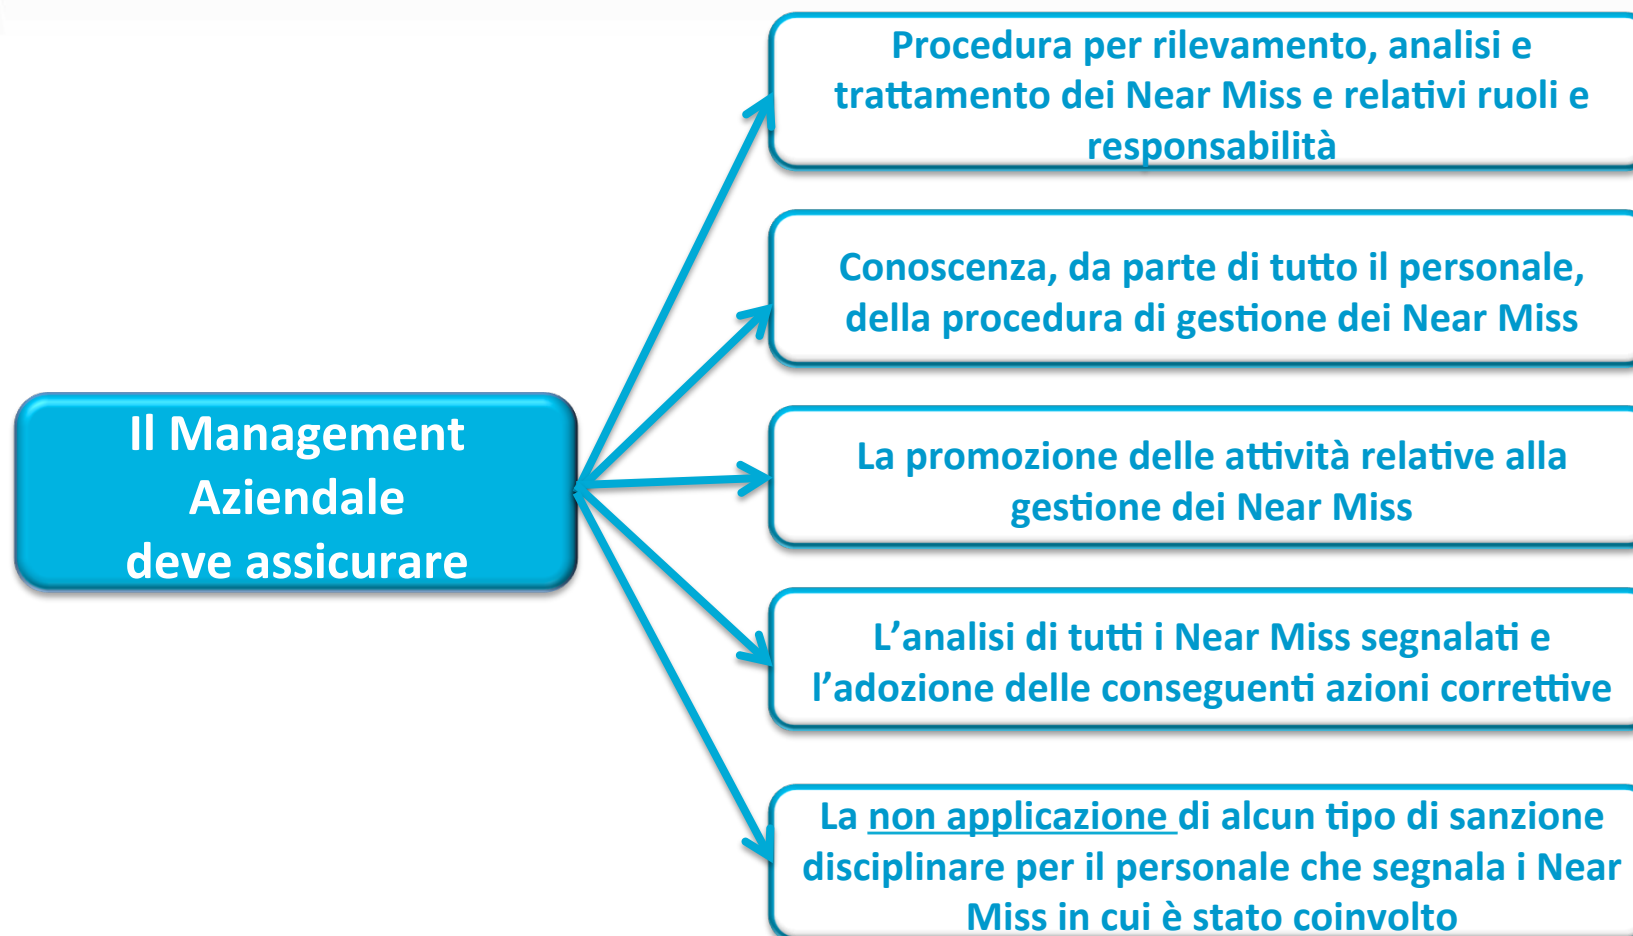 Procedura per rilevamento, analisi e
trattamento dei Near Miss e relativi ruoli e
responsabilità
Conoscenza, da parte di tutto il personale,
della procedura di gestione dei Near Miss
Il Management
Aziendale
deve assicurare
La promozione delle attività relative alla
gestione dei Near Miss
L’analisi di tutti i Near Miss segnalati e
l’adozione delle conseguenti azioni correttive
La non applicazione di alcun tipo di sanzione
disciplinare per il personale che segnala i Near
Miss in cui è stato coinvolto